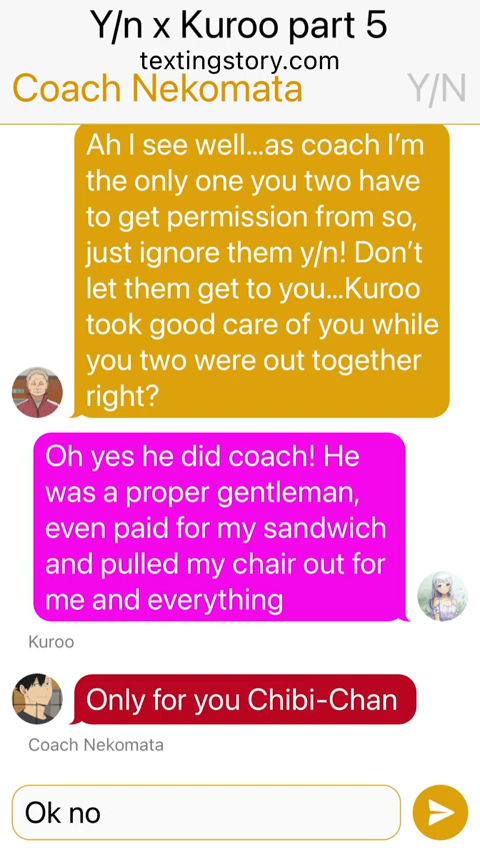 Y/n x Kuroo part 5
textingstory.com
Coach Nekomata
Y/N
Ah I see well...as coach I'm
the only one you two have
to get permission from so,
just ignore them y/n! Don't
let them get to you...Kuroo
took good care of you while
you two were out together
right?
Oh yes he did coach! He
was a proper gentleman,
even paid for my sandwich
and pulled my chair out for
me and everything
Kuroo
Only for you Chibi-Chan
Coach Nekomata
Ok no